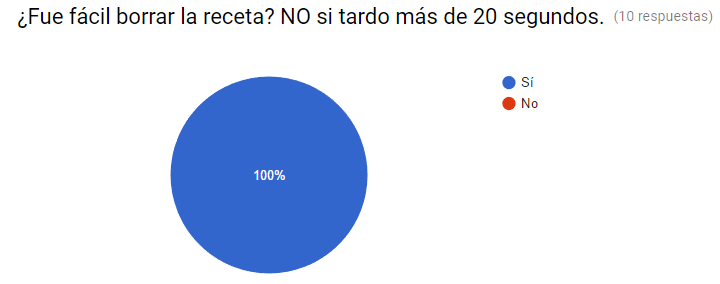 ¿Fue fácil borrar la receta? NO si tardo más de 20 segundos. (10 respuestas)
Sí
No
100%